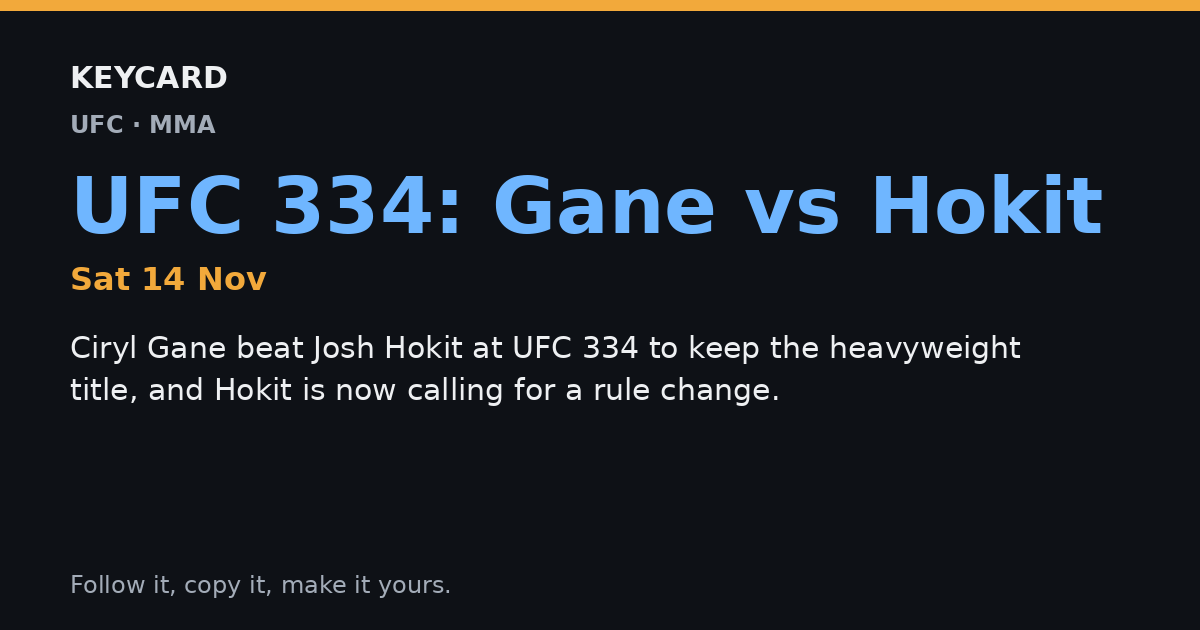 KEYCARD
UFC · MMA
UFC 334: Gane vs Hokit
Sat 14 Nov
Ciryl Gane beat Josh Hokit at UFC 334 to keep the heavyweight
title, and Hokit is now calling for a rule change.
Follow it, copy it, make it yours.